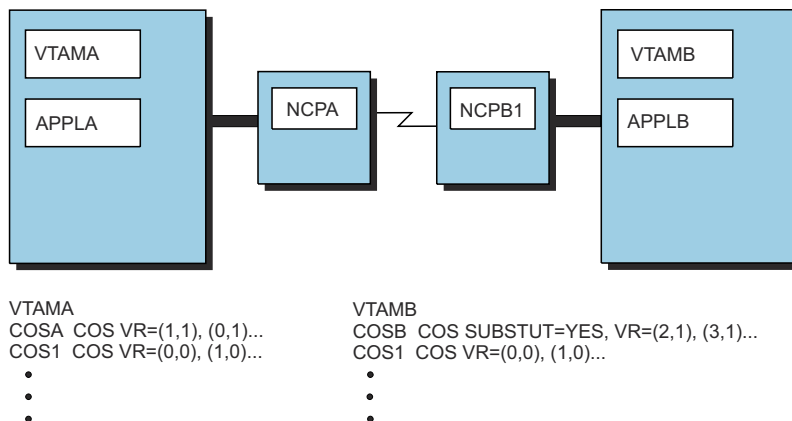 VTAMA
VTAMB
NCPA
NCPB1
APPLA
APPLB
VTAMA
COSA COS VR=(1,1), (0,1)...
COS1 COS VR=(0,0), (1,0)...
VTAMB
COSB COS SUBSTUT=YES, VR=(2,1), (3,1)...
COS1 COS VR=(0,0), (1,0)...